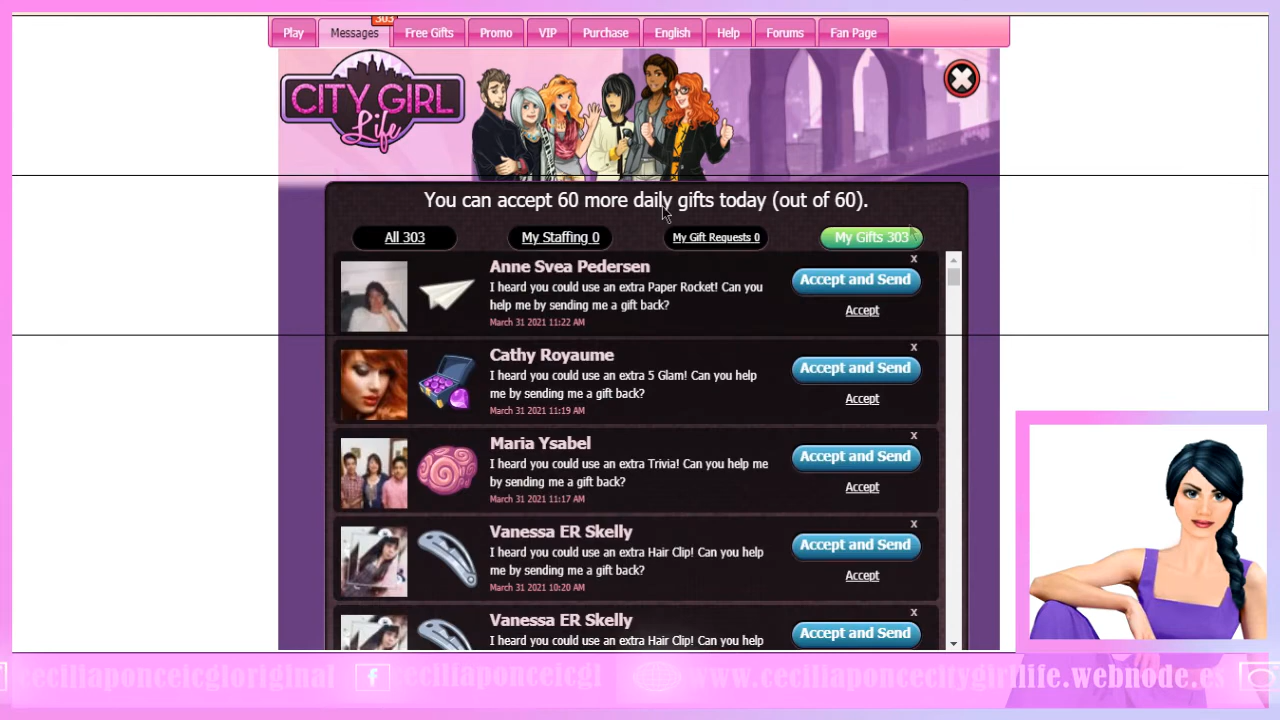 303
Play Messages Free Gifts Promo VIP Purchase English Help Forums Fan Page
CITY GIRL
Life
You can accept 60 more daily gifts today (out of 60).
All 303 My Staffing 0 My Gift Requests 0 My Gifts 303
x
Anne Svea Pedersen
I heard you could use an extra Paper Rocket! Can you
help me by sending me a gift back?
March 31 2021 11:22 AM
Accept and Send
Accept
x
Cathy Royaume
I heard you could use an extra 5 Glam! Can you help
me by sending me a gift back?
March 31 2021 11:19 AM
Accept and Send
Accept
x
Maria Ysabel
I heard you could use an extra Trivia! Can you help me
by sending me a gift back?
March 31 2021 11:17 AM
Accept and Send
Accept
x
Vanessa ER Skelly
I heard you could use an extra Hair Clip! Can you help
me by sending me a gift back?
March 31 2021 10:20 AM
Accept and Send
Accept
x
Vanessa ER Skelly
I heard you could use an extra Hair Clip! Can you help
Accept and Send
ceciliaponceicgloriginal ceciliaponceicgl www.ceciliaponcecitygirllife.webnode.es